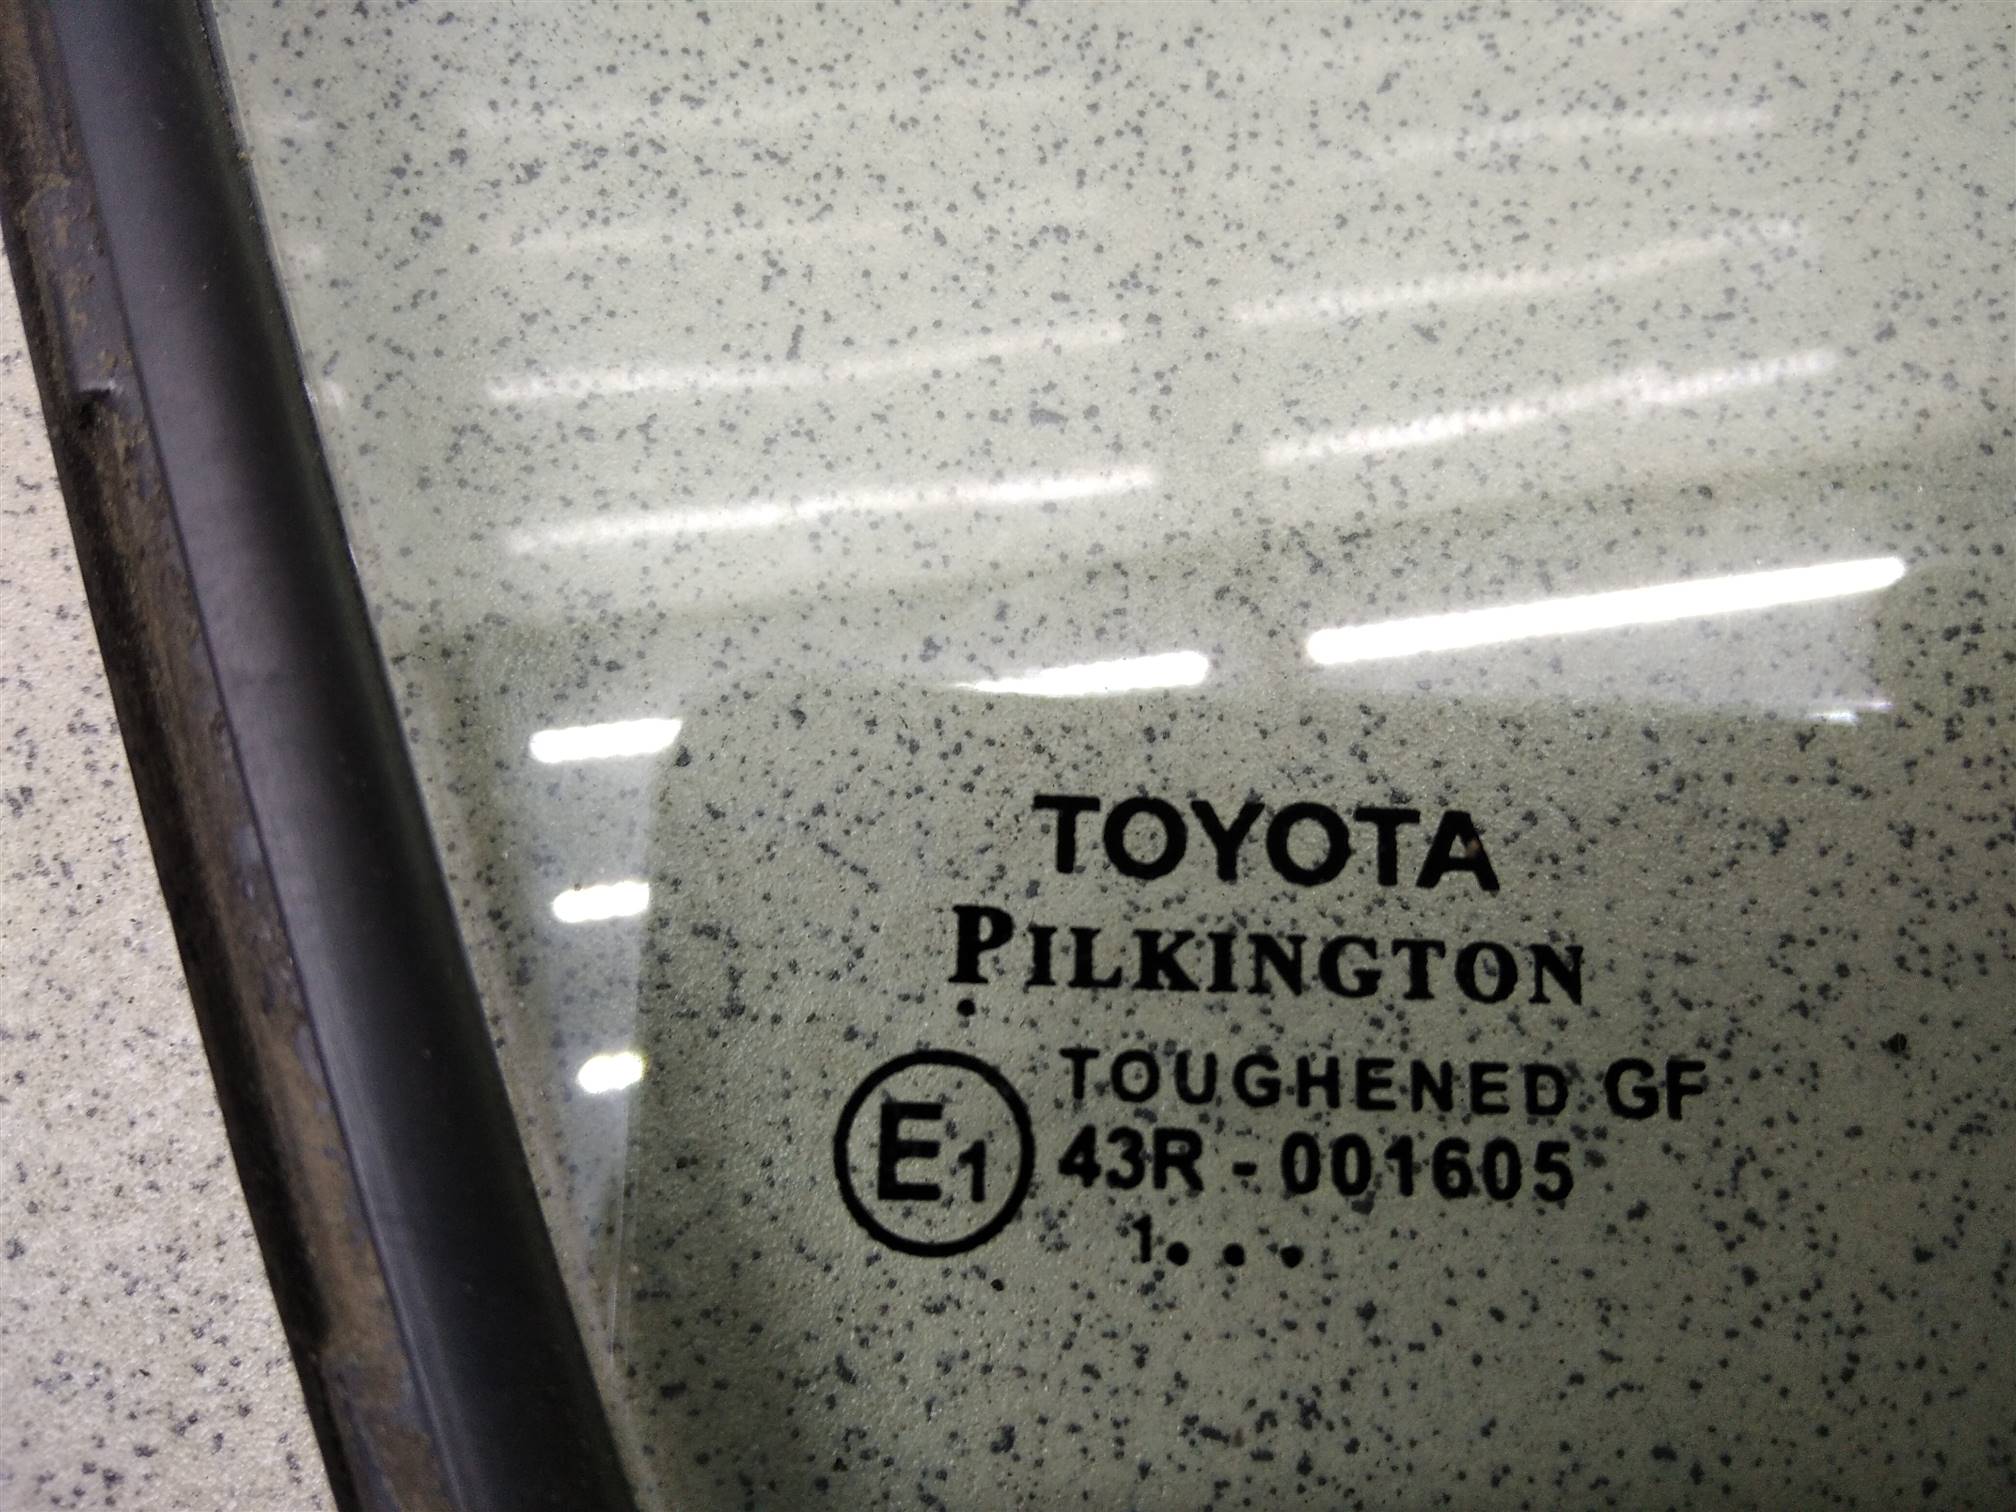 TOYOTA
PILKINGTON
E1 TOUGHENED GF
43R - 001605
1...